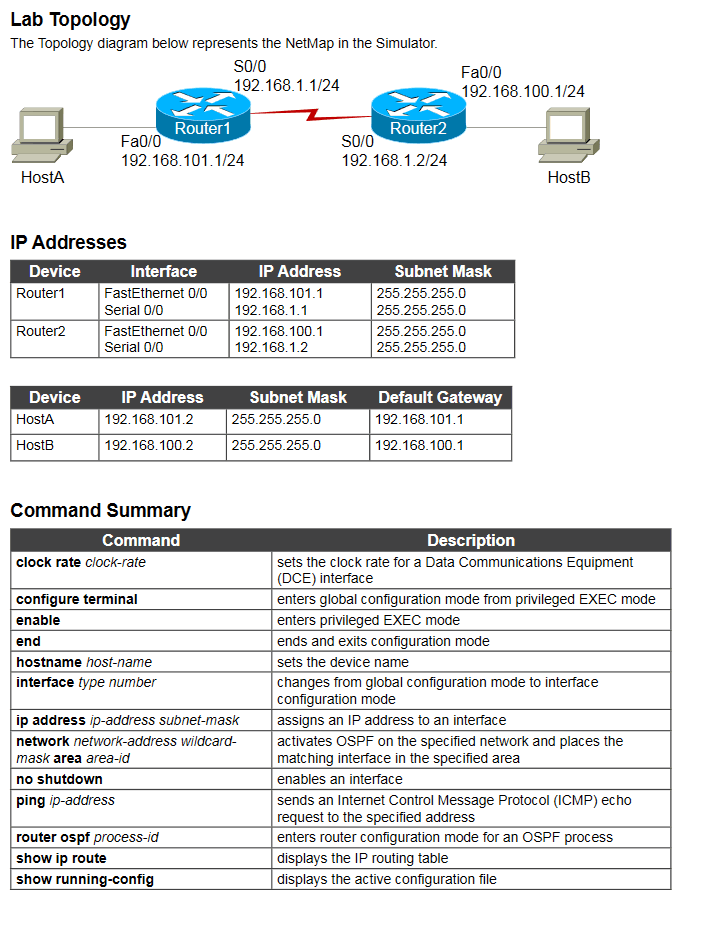 Lab Topology
The Topology diagram below represents the NetMap in the Simulator.
S0/0
192.168.1.1/24
Fa0/0
192.168.100.1/24
Router1
Router2
Fa0/0
192.168.101.1/24
S0/0
192.168.1.2/24
HostA
HostB
IP Addresses
Device Interface IP Address Subnet Mask
Router1 FastEthernet 0/0 192.168.101.1 255.255.255.0
Serial 0/0 192.168.1.1 255.255.255.0
Router2 FastEthernet 0/0 192.168.100.1 255.255.255.0
Serial 0/0 192.168.1.2 255.255.255.0
Device IP Address Subnet Mask Default Gateway
HostA 192.168.101.2 255.255.255.0 192.168.101.1
HostB 192.168.100.2 255.255.255.0 192.168.100.1
Command Summary
Command Description
clock rate clock-rate sets the clock rate for a Data Communications Equipment
(DCE) interface
configure terminal enters global configuration mode from privileged EXEC mode
enable enters privileged EXEC mode
end ends and exits configuration mode
hostname host-name sets the device name
interface type number changes from global configuration mode to interface
configuration mode
ip address ip-address subnet-mask assigns an IP address to an interface
network network-address wildcard- activates OSPF on the specified network and places the
mask area area-id matching interface in the specified area
no shutdown enables an interface
ping ip-address sends an Internet Control Message Protocol (ICMP) echo
request to the specified address
router ospf process-id enters router configuration mode for an OSPF process
show ip route displays the IP routing table
show running-config displays the active configuration file